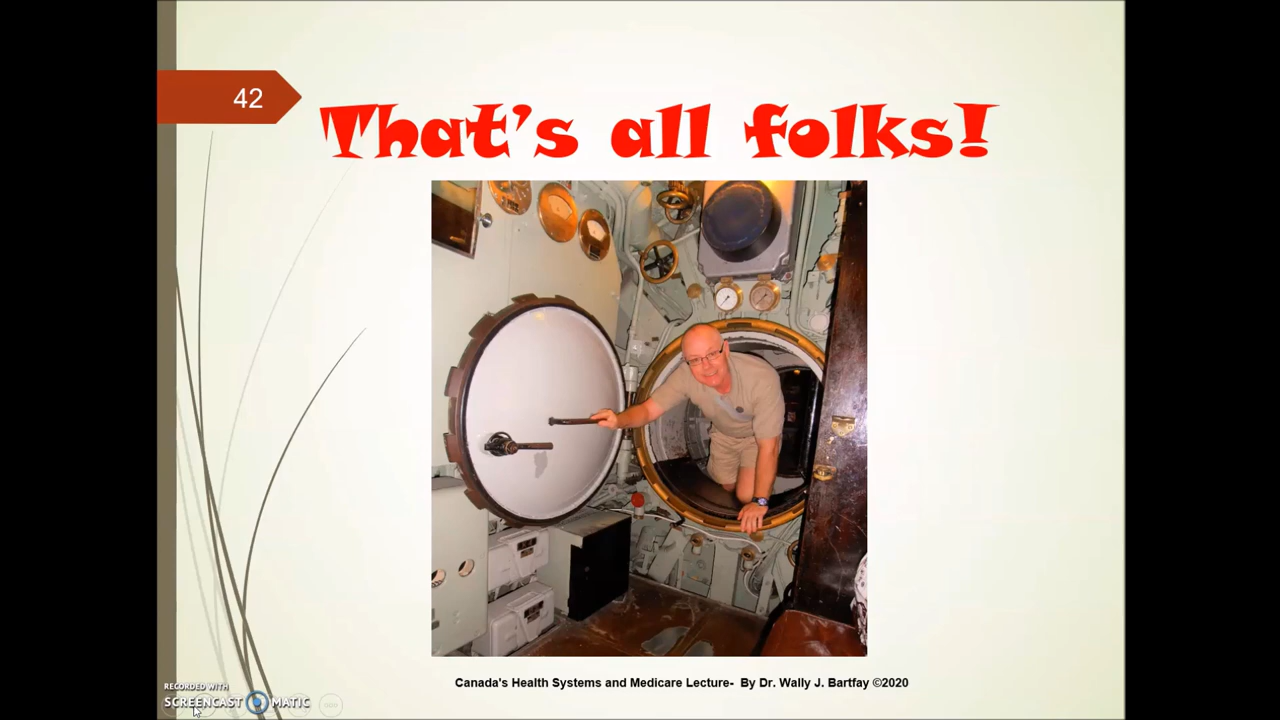 42
That's all folks!
Canada's Health Systems and Medicare Lecture- By Dr. Wally J. Bartfay ©2020
RECORDED WITH
SCREENCAST MATIC